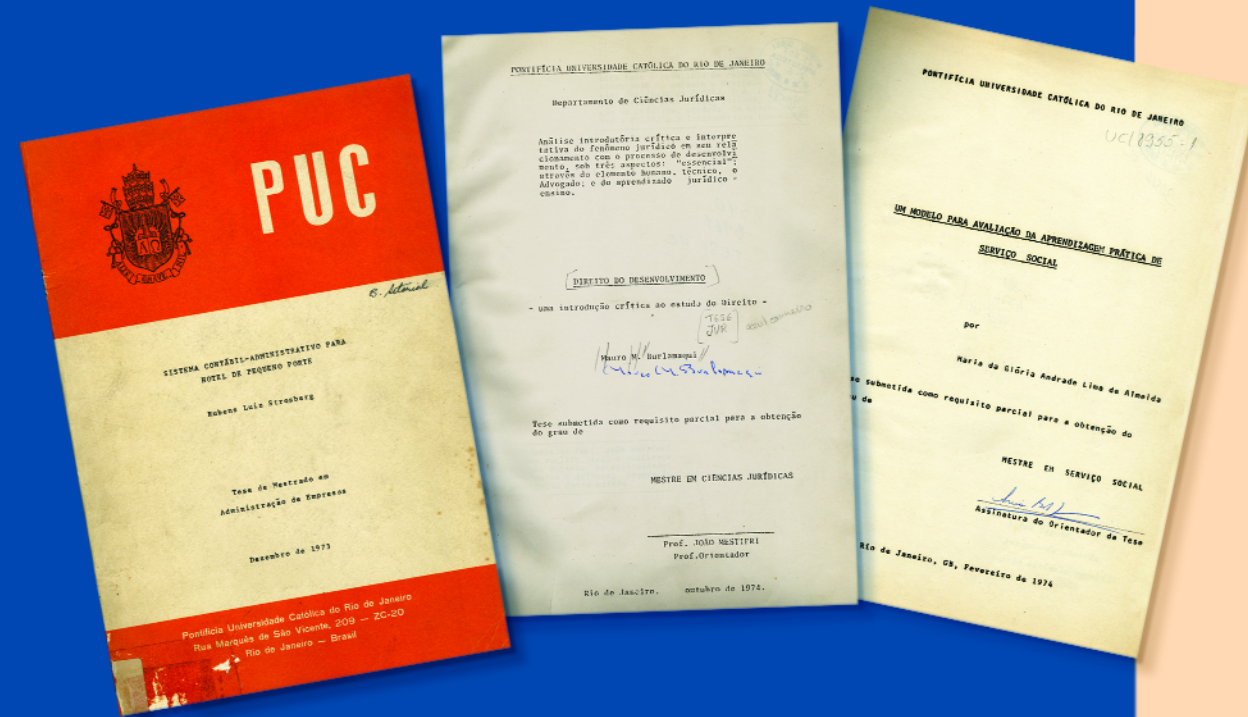 PUC
SISTEMA CONTÁBIL-ADMINISTRATIVO PARA
HOTEL DE PEQUENO PORTE
Rubens Luiz Strosberg
Tese de Mestrado em
Administração de Empresas
Dezembro de 1973
Pontifícia Universidade Católica do Rio de Janeiro
Rua Marquês de São Vicente, 209 — ZC-20
Rio de Janeiro — Brasil
PONTIFÍCIA UNIVERSIDADE CATÓLICA DO RIO DE JANEIRO
Departamento de Ciências Jurídicas
Análise introdutória crítica e interpre
tativa do fenômeno jurídico em seu rela
cionamento com o processo de desenvolvi
mento, sob três aspectos: "essencial";
através do elemento humano, técnico, o
Advogado; e do aprendizado jurídico -
ensino.
DIREITO DO DESENVOLVIMENTO
- uma introdução crítica ao estudo do Direito -
TESE
JUR
Mauro M. Burlamaqui
Tese submetida como requisito parcial para a obtenção
do grau de
MESTRE EM CIÊNCIAS JURÍDICAS
Prof. JOÃO MESTIERI
Prof.Orientador
Rio de Janeiro, outubro de 1974.
PONTIFÍCIA UNIVERSIDADE CATÓLICA DO RIO DE JANEIRO
UC/8955-1
UM MODELO PARA AVALIAÇÃO DA APRENDIZAGEM PRÁTICA DE
SERVIÇO SOCIAL
por
Maria da Glória Andrade Lima de Almeida
se submetida como requisito parcial para a obtenção do
au de
MESTRE EM SERVIÇO SOCIAL
Assinatura do Orientador da Tese
Rio de Janeiro, GB, Fevereiro de 1974